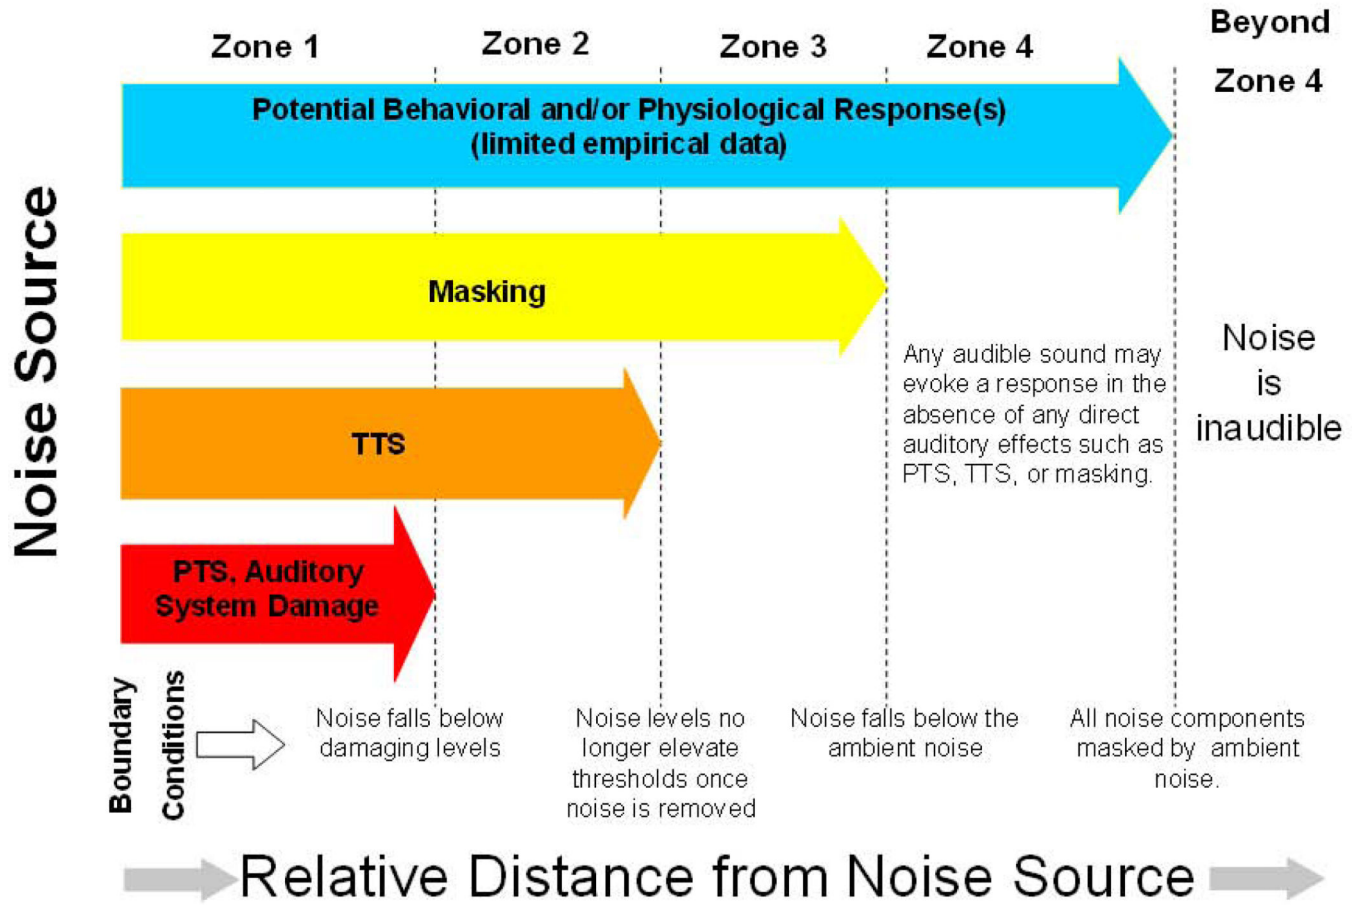 Zone 1
Zone 2
Zone 3
Zone 4
Beyond
Zone 4
Noise Source
Potential Behavioral and/or Physiological Response(s)
(limited empirical data)
Masking
TTS
PTS, Auditory
System Damage
Any audible sound may
evoke a response in the
absence of any direct
auditory effects such as
PTS, TTS, or masking.
Noise
is
inaudible
Boundary
Conditions
Noise falls below
damaging levels
Noise levels no
longer elevate
thresholds once
noise is removed
Noise falls below the
ambient noise
All noise components
masked by ambient
noise.
Relative Distance from Noise Source